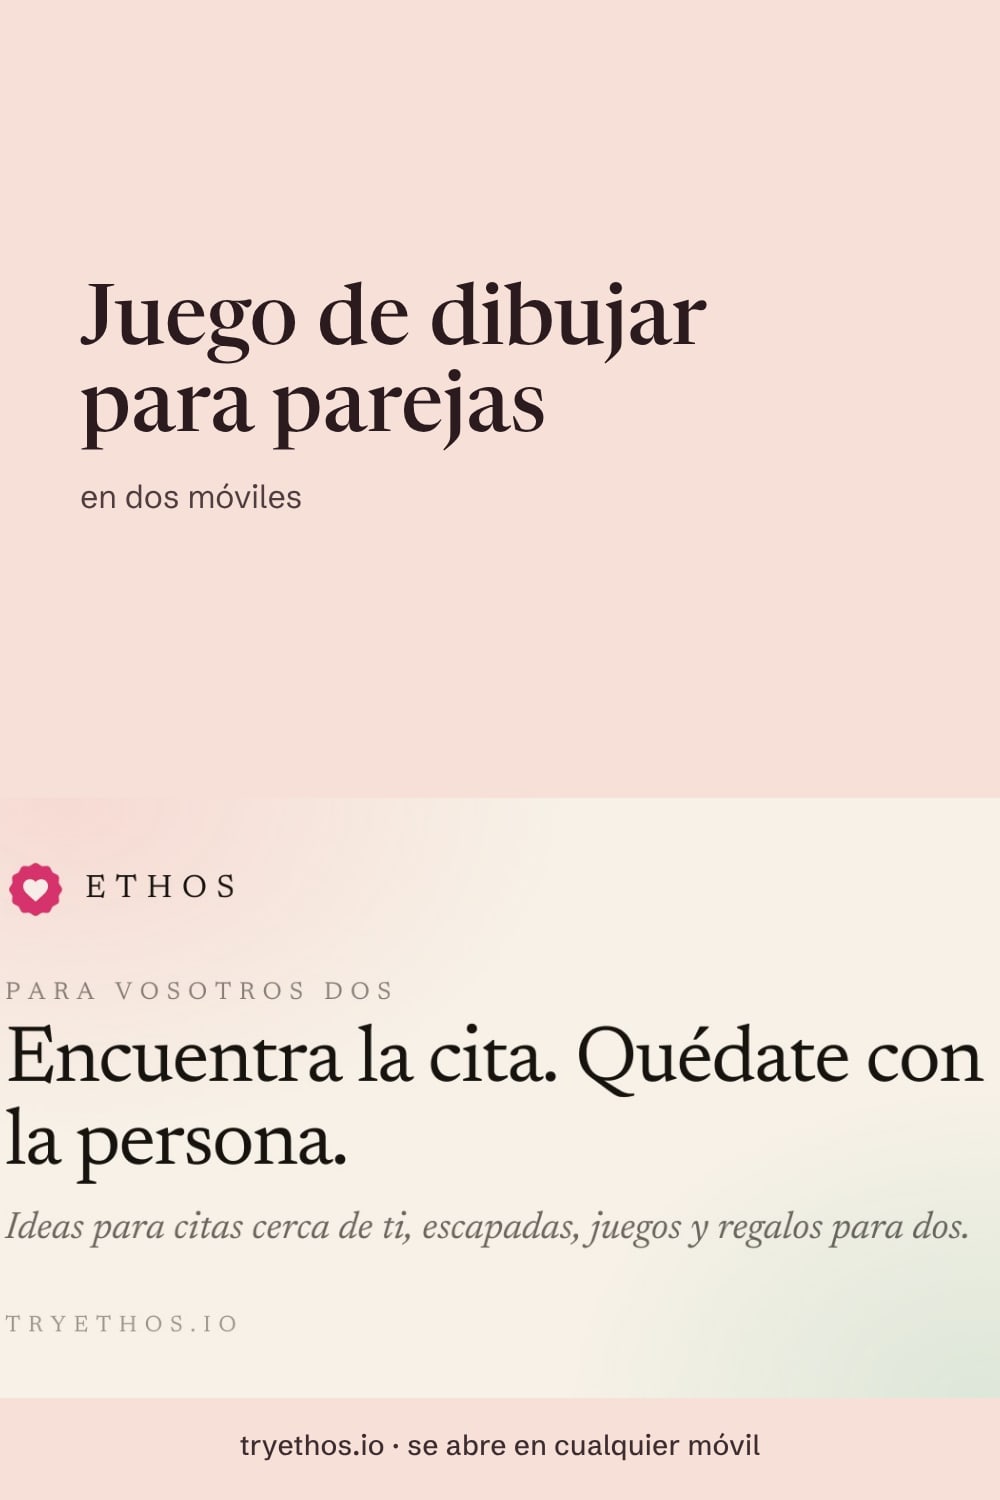 Juego de dibujar
para parejas
en dos móviles
ETHOS
PARA VOSOTROS DOS
Encuentra la cita. Quédate con
la persona.
Ideas para citas cerca de ti, escapadas, juegos y regalos para dos.
TRYETHOS.IO
tryethos.io · se abre en cualquier móvil